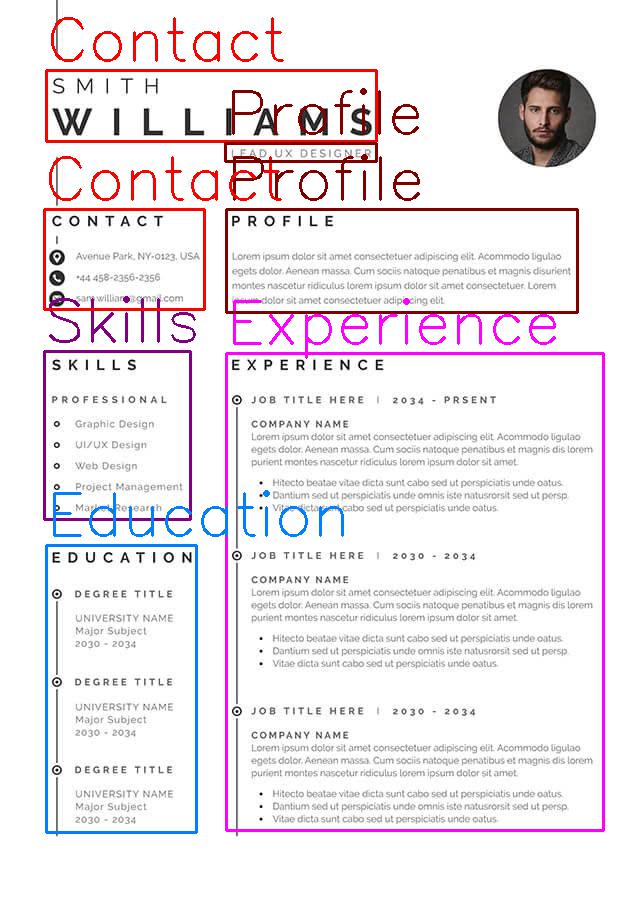 Contact
SMITH
WILLIAMS
Profile
LEAD UX DESIGNER
Contact
Profile
CONTACT
Avenue Park, NY-0123, USA
+44 458-2356-2356
sam.william@gmail.com
PROFILE
Lorem ipsum dolor sit amet consectetuer adipiscing elit. Accommodo ligulao
egets dolor. Aenean massa. Cum sociis natoque penatibus et magnis disurient
montes nascetur ridiculus lorem ipsum dolor sit amet consectetuer. Lorem
ipsum dolor sit amet consectetuer adipiscing elit.
Skills
SKILLS
PROFESSIONAL
Graphic Design
UI/UX Design
Web Design
Project Management
Market Research
Education
EDUCATION
DEGREE TITLE
UNIVERSITY NAME
Major Subject
2030 - 2034
DEGREE TITLE
UNIVERSITY NAME
Major Subject
2030 - 2034
DEGREE TITLE
UNIVERSITY NAME
Major Subject
2030 - 2034
Experience
EXPERIENCE
JOB TITLE HERE | 2034 - PRSENT
COMPANY NAME
Lorem ipsum dolor sit amet consectetuer adipiscing elit. Acommodo ligulao
egets dolor. Aenean massa. Cum sociis natoque penatibus et magnis dis lorem
purient montes nascetur ridiculus lorem ipsum dolor sit amet.
• Hitecto beatae vitae dicta sunt cabo sed ut perspiciatis unde oatus.
• Dantium sed ut perspiciatis unde omnis iste natusrorsit sed ut persp.
• Vitae dicta sunt cabo sed ut perspiciatis unde oatus.
JOB TITLE HERE | 2030 - 2034
COMPANY NAME
Lorem ipsum dolor sit amet consectetuer adipiscing elit. Acommodo ligulao
egets dolor. Aenean massa. Cum sociis natoque penatibus et magnis dis lorem
purient montes nascetur ridiculus lorem ipsum dolor sit amet.
• Hitecto beatae vitae dicta sunt cabo sed ut perspiciatis unde oatus.
• Dantium sed ut perspiciatis unde omnis iste natusrorsit sed ut persp.
• Vitae dicta sunt cabo sed ut perspiciatis unde oatus.
JOB TITLE HERE | 2030 - 2034
COMPANY NAME
Lorem ipsum dolor sit amet consectetuer adipiscing elit. Acommodo ligulao
egets dolor. Aenean massa. Cum sociis natoque penatibus et magnis dis lorem
purient montes nascetur ridiculus lorem ipsum dolor sit amet.
• Hitecto beatae vitae dicta sunt cabo sed ut perspiciatis unde oatus.
• Dantium sed ut perspiciatis unde omnis iste natusrorsit sed ut persp.
• Vitae dicta sunt cabo sed ut perspiciatis unde oatus.